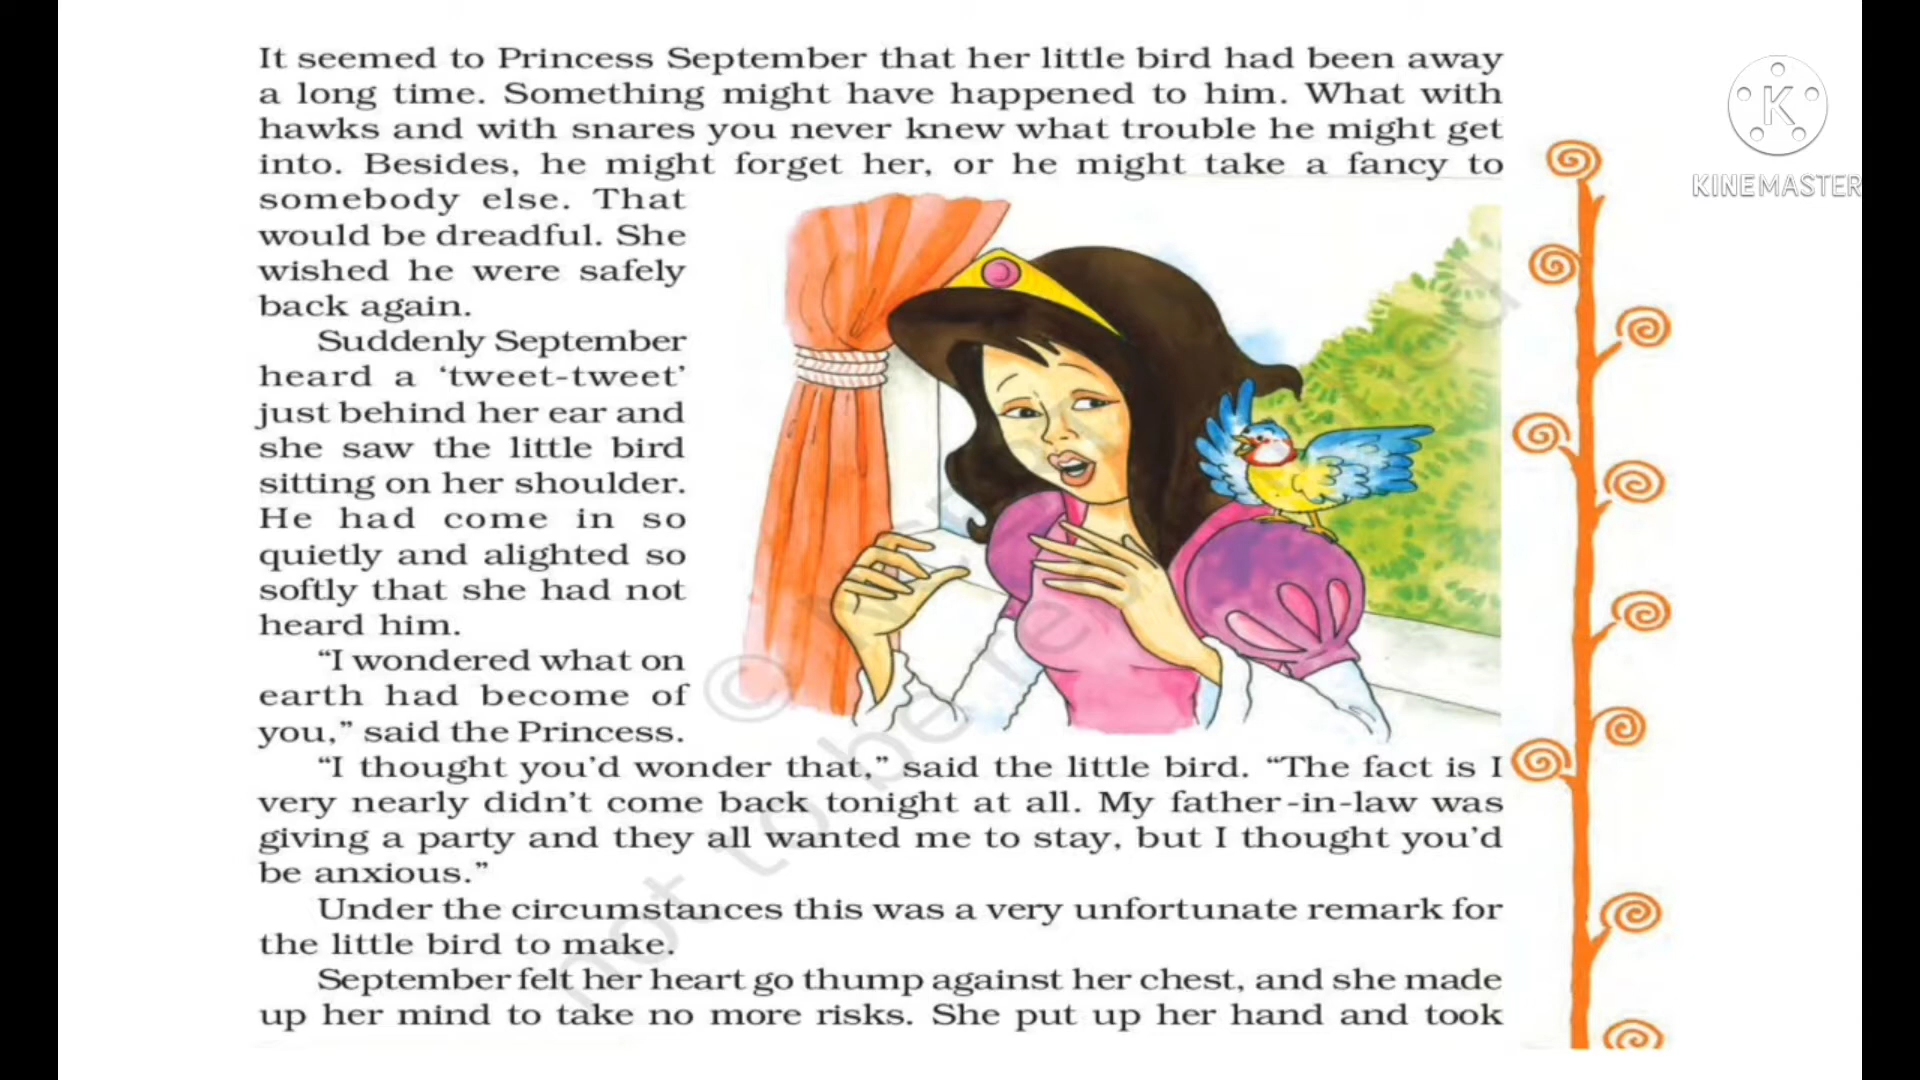 It seemed to Princess September that her little bird had been away
a long time. Something might have happened to him. What with
hawks and with snares you never knew what trouble he might get
into. Besides, he might forget her, or he might take a fancy to
somebody else. That
would be dreadful. She
wished he were safely
back again.
Suddenly September
heard a ‘tweet-tweet’
just behind her ear and
she saw the little bird
sitting on her shoulder.
He had come in so
quietly and alighted so
softly that she had not
heard him.
“I wondered what on
earth had become of
you,” said the Princess.
“I thought you’d wonder that,” said the little bird. “The fact is I
very nearly didn’t come back tonight at all. My father-in-law was
giving a party and they all wanted me to stay, but I thought you’d
be anxious.”
Under the circumstances this was a very unfortunate remark for
the little bird to make.
September felt her heart go thump against her chest, and she made
up her mind to take no more risks. She put up her hand and took
K
KINEMASTER
©
not to be re